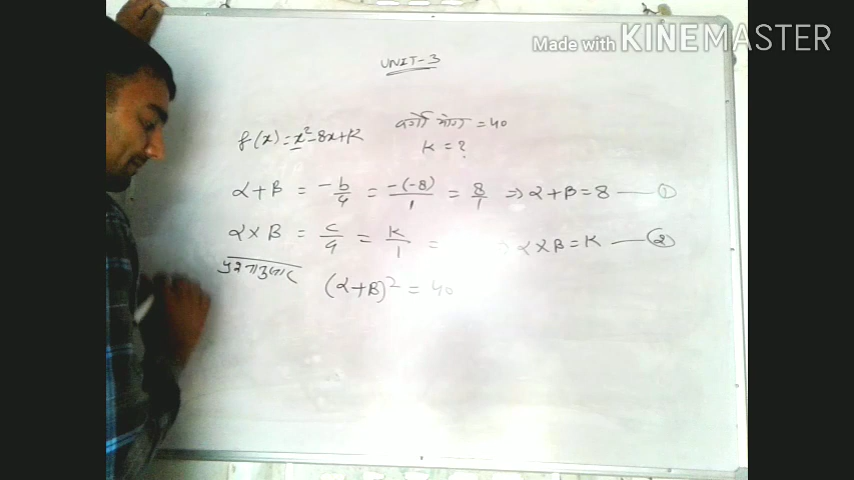 Made with KINEMASTER
UNIT-3
f(x) = x² - 8x + K
वर्गो योग = 40
K = ?
α + β = -b/a = -(-8)/1 = 8/1 ⇒ α + β = 8 — ①
α × β = c/a = K/1 = ⇒ α × β = K — ②
प्रश्नानुसार
(α + β)² = 40